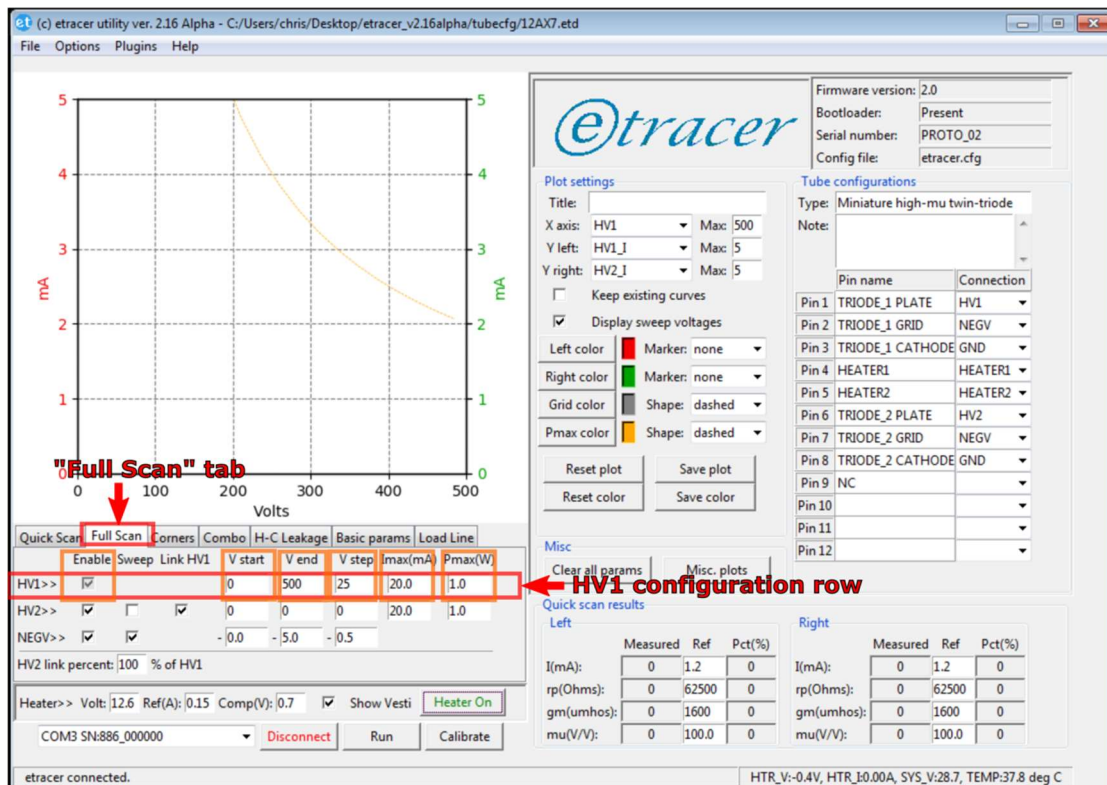 (c) etracer utility ver. 2.16 Alpha - C:/Users/chris/Desktop/etracer_v2.16alpha/tubecfg/12AX7.etd
File Options Plugins Help
5 5
4 4
3 3
mA mA
2 2
1 1
0 0
0 100 200 300 400 500
Volts
"Full Scan" tab
etracer
Firmware version: 2.0
Bootloader: Present
Serial number: PROTO_02
Config file: etracer.cfg
Plot settings
Title:
X axis: HV1 Max: 500
Y left: HV1_I Max: 5
Y right: HV2_I Max: 5
Keep existing curves
Display sweep voltages
Left color Marker: none
Right color Marker: none
Grid color Shape: dashed
Pmax color Shape: dashed
Reset plot Save plot
Reset color Save color
Tube configurations
Type: Miniature high-mu twin-triode
Note:
Pin name Connection
Pin 1 TRIODE_1 PLATE HV1
Pin 2 TRIODE_1 GRID NEGV
Pin 3 TRIODE_1 CATHODE GND
Pin 4 HEATER1 HEATER1
Pin 5 HEATER2 HEATER2
Pin 6 TRIODE_2 PLATE HV2
Pin 7 TRIODE_2 GRID NEGV
Pin 8 TRIODE_2 CATHODE GND
Pin 9 NC
Pin 10
Pin 11
Pin 12
Quick Scan Full Scan Corners Combo H-C Leakage Basic params Load Line
Enable Sweep Link HV1 V start V end V step Imax(mA) Pmax(W)
HV1>> 0 500 25 20.0 1.0
HV2>> 0 0 0 20.0 1.0
NEGV>> - 0.0 - 5.0 - 0.5
HV2 link percent: 100 % of HV1
Misc
Clear all params Misc. plots
HV1 configuration row
Quick scan results
Left
Measured Ref Pct(%)
I(mA): 0 1.2 0
rp(Ohms): 0 62500 0
gm(umhos): 0 1600 0
mu(V/V): 0 100.0 0
Right
Measured Ref Pct(%)
I(mA): 0 1.2 0
rp(Ohms): 0 62500 0
gm(umhos): 0 1600 0
mu(V/V): 0 100.0 0
Heater>> Volt: 12.6 Ref(A): 0.15 Comp(V): 0.7 Show Vesti Heater On
COM3 SN:886_000000 Disconnect Run Calibrate
etracer connected.
HTR_V:-0.4V, HTR_I:0.00A, SYS_V:28.7, TEMP:37.8 deg C